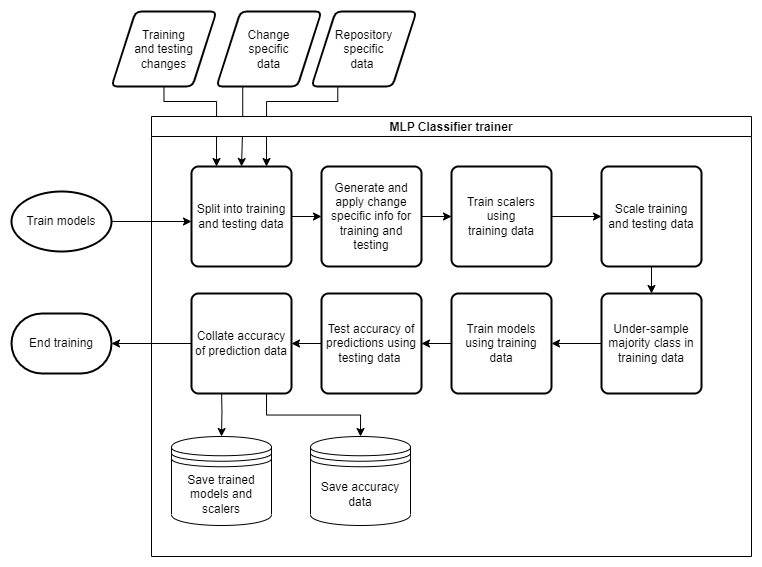 Training
and testing
changes
Change
specific
data
Repository
specific
data
MLP Classifier trainer
Train models
Split into training
and testing data
Generate and
apply change
specific info for
training and
testing
Train scalers
using
training data
Scale training
and testing data
End training
Collate accuracy
of prediction data
Test accuracy of
predictions using
testing data
Train models
using training
data
Under-sample
majority class in
training data
Save trained
models and
scalers
Save accuracy
data